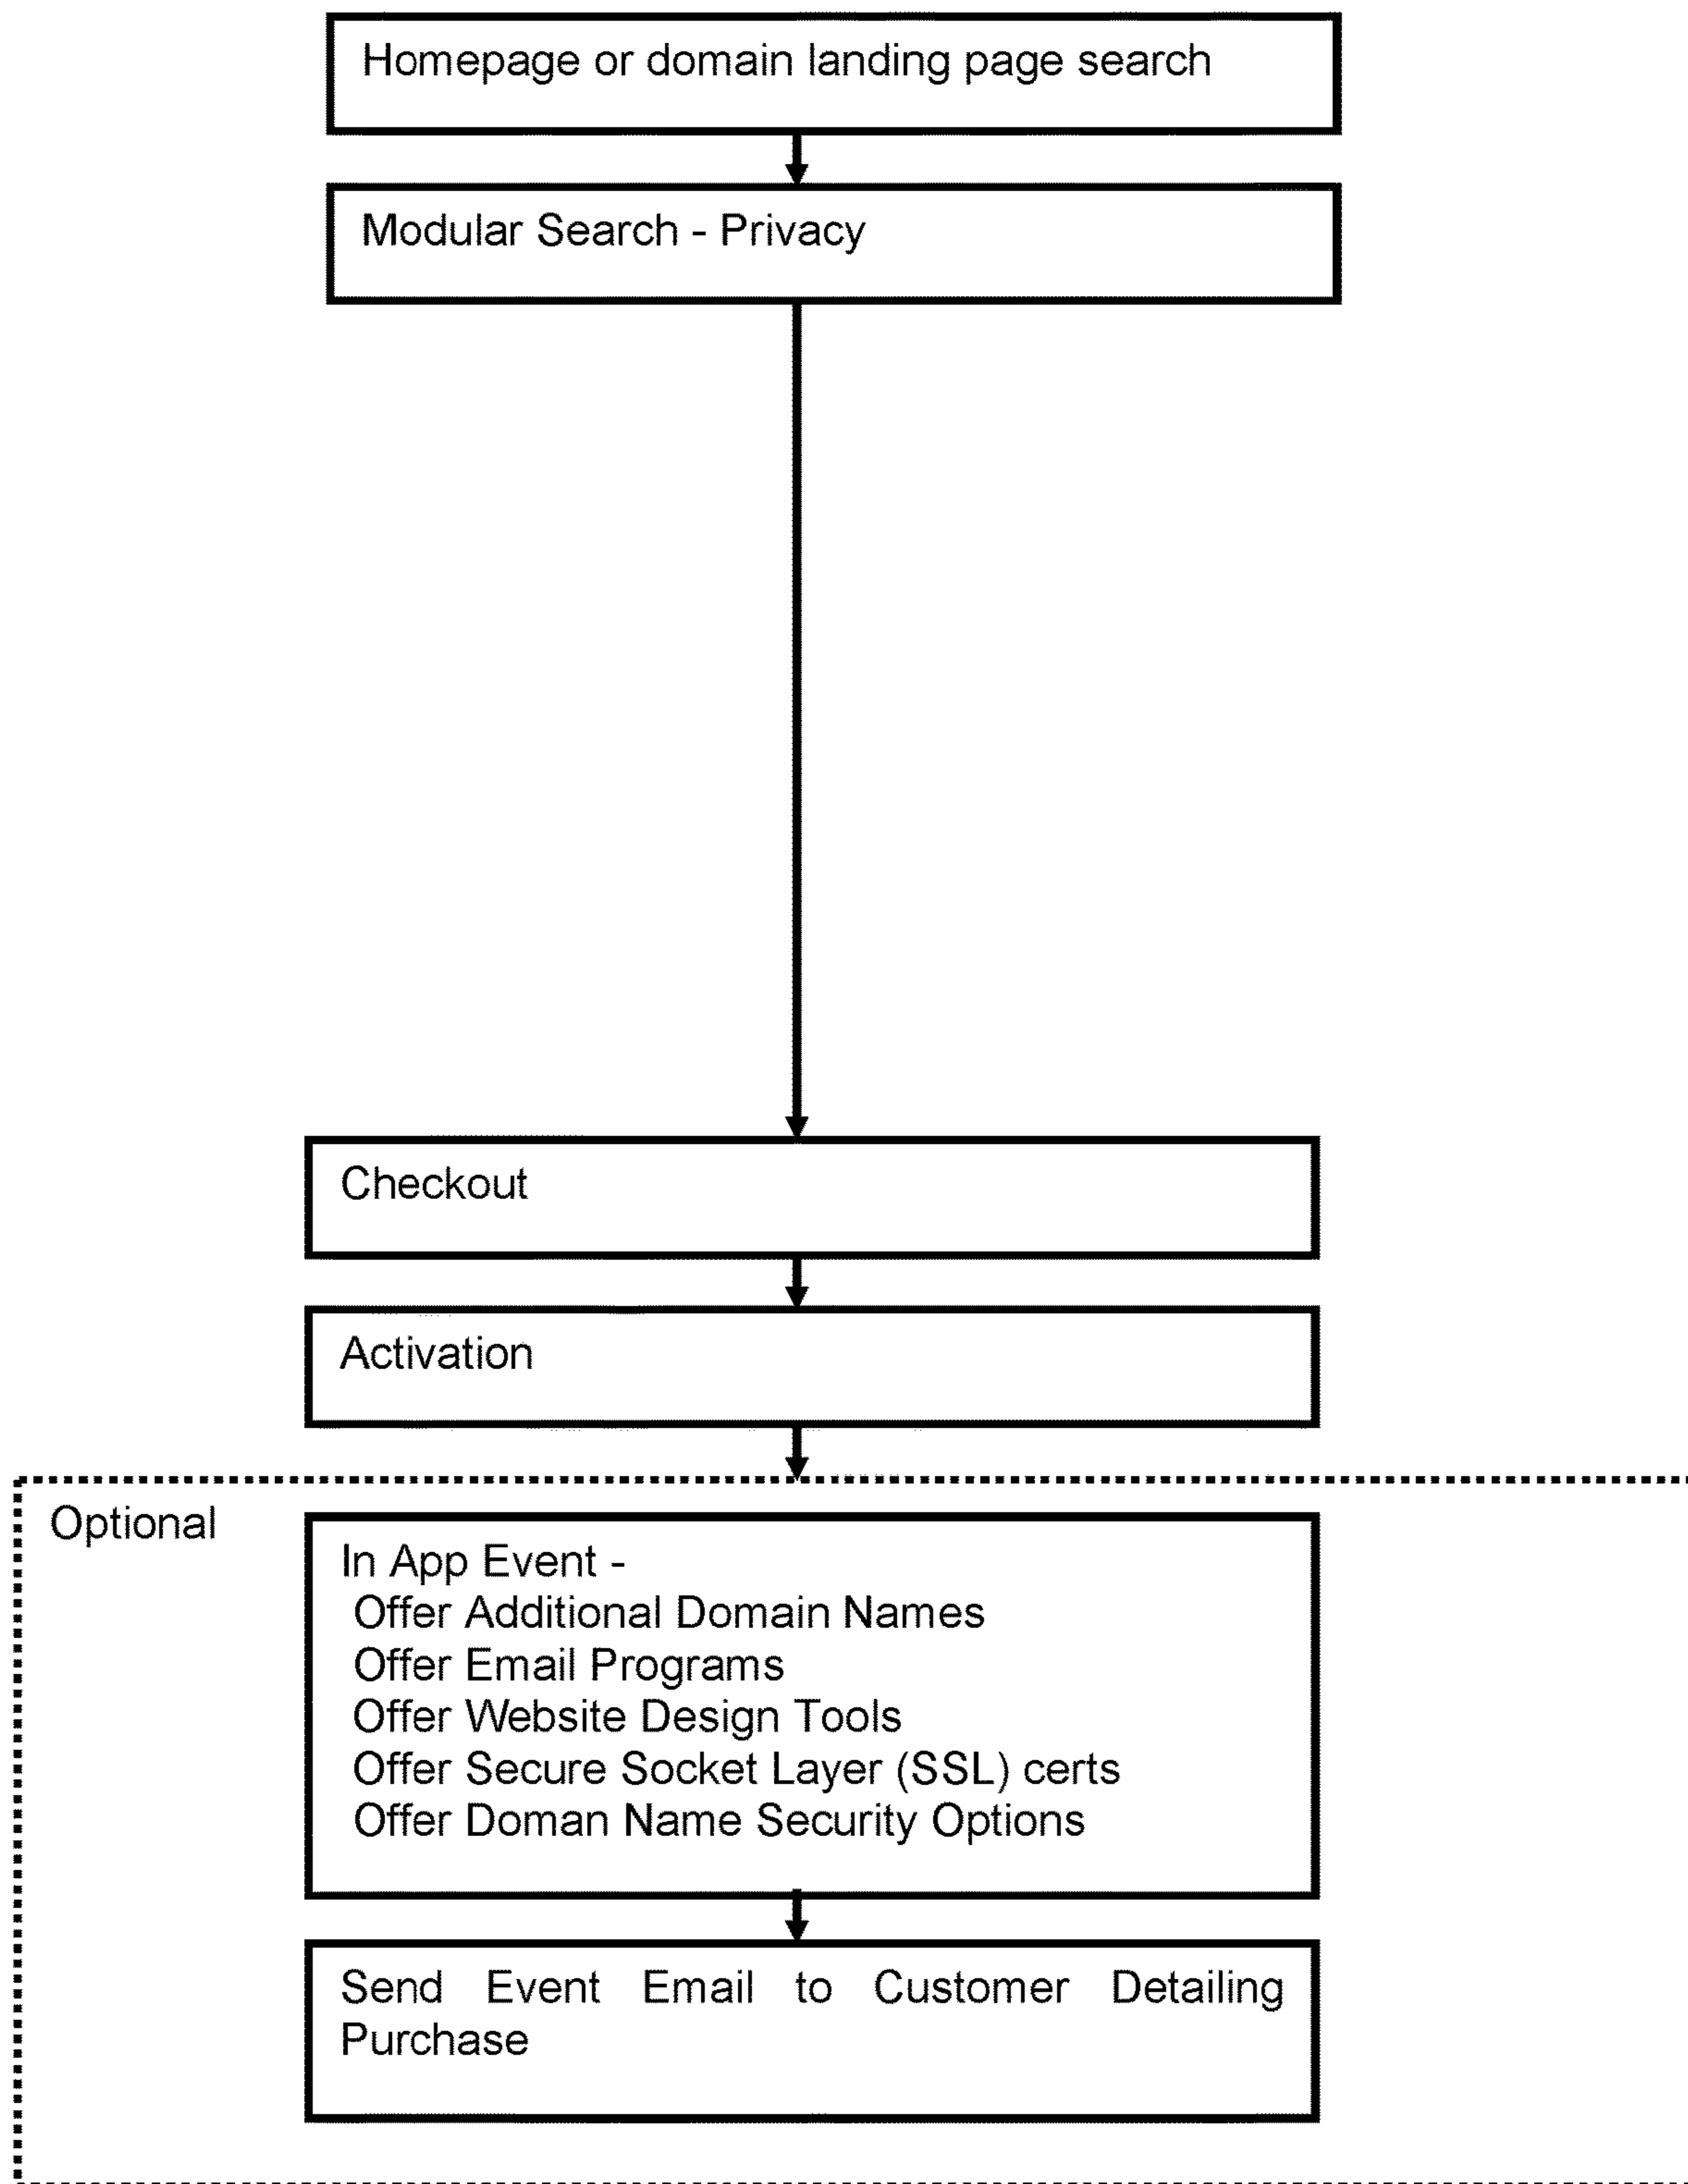 Homepage or domain landing page search
Modular Search - Privacy
Checkout
Activation
Optional
In App Event -
Offer Additional Domain Names
Offer Email Programs
Offer Website Design Tools
Offer Secure Socket Layer (SSL) certs
Offer Doman Name Security Options
Send Event Email to Customer Detailing
Purchase